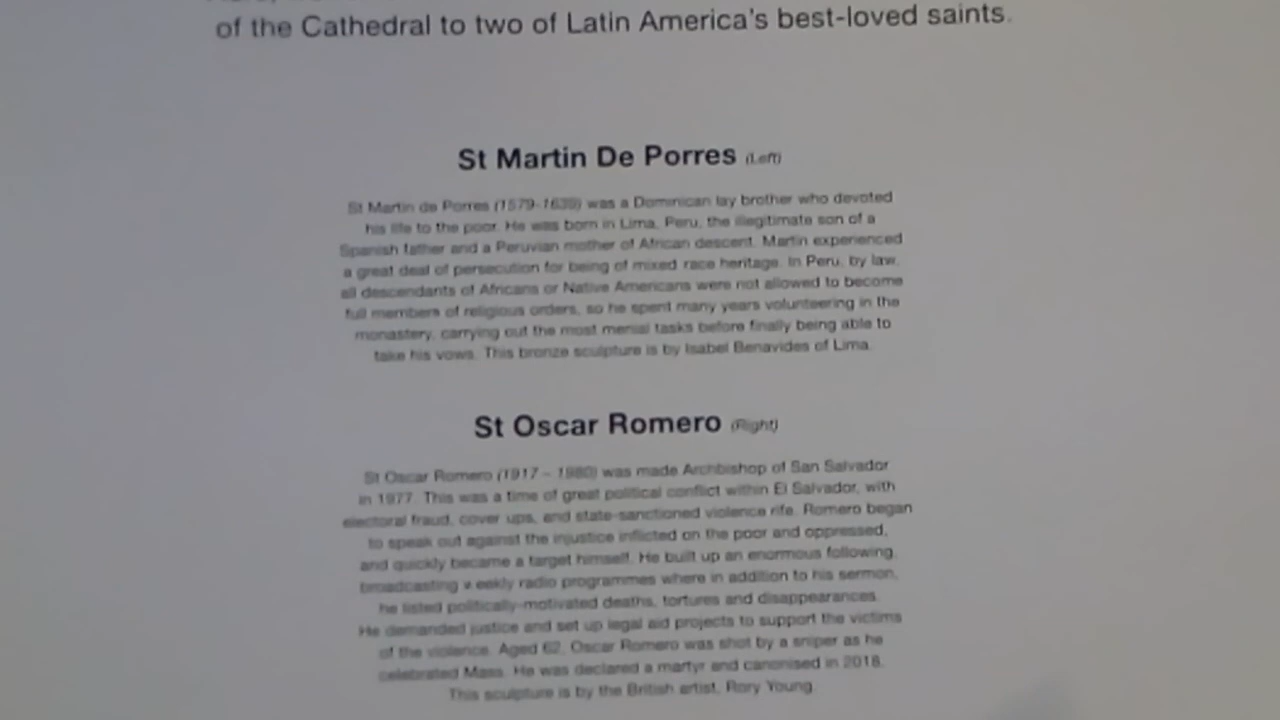 of the Cathedral to two of Latin America's best-loved saints.
St Martin De Porres (Left)
St Martin de Porres (1579-1639) was a Dominican lay brother who devoted
his life to the poor. He was born in Lima, Peru, the illegitimate son of a
Spanish father and a Peruvian mother of African descent. Martin experienced
a great deal of persecution for being of mixed race heritage. In Peru, by law,
all descendants of Africans or Native Americans were not allowed to become
full members of religious orders, so he spent many years volunteering in the
monastery, carrying out the most menial tasks before finally being able to
take his vows. This bronze sculpture is by Isabel Benavides of Lima.
St Oscar Romero (Right)
St Oscar Romero (1917 - 1980) was made Archbishop of San Salvador
in 1977. This was a time of great political conflict within El Salvador, with
electoral fraud, cover ups, and state-sanctioned violence rife. Romero began
to speak out against the injustice inflicted on the poor and oppressed,
and quickly became a target himself. He built up an enormous following,
broadcasting weekly radio programmes where in addition to his sermon,
he listed politically-motivated deaths, tortures and disappearances.
He demanded justice and set up legal aid projects to support the victims
of the violence. Aged 62, Oscar Romero was shot by a sniper as he
celebrated Mass. He was declared a martyr and canonised in 2018.
This sculpture is by the British artist, Rory Young.